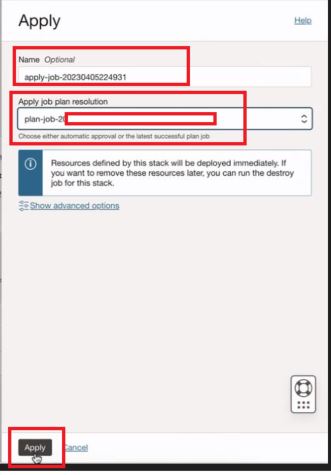 Apply
Help
Name Optional
apply-job-20230405224931
Apply job plan resolution
plan-job-20
Choose either automatic approval or the latest successful plan job
Resources defined by this stack will be deployed immediately. If
you want to remove these resources later, you can run the destroy
job for this stack.
Show advanced options
Apply
Cancel